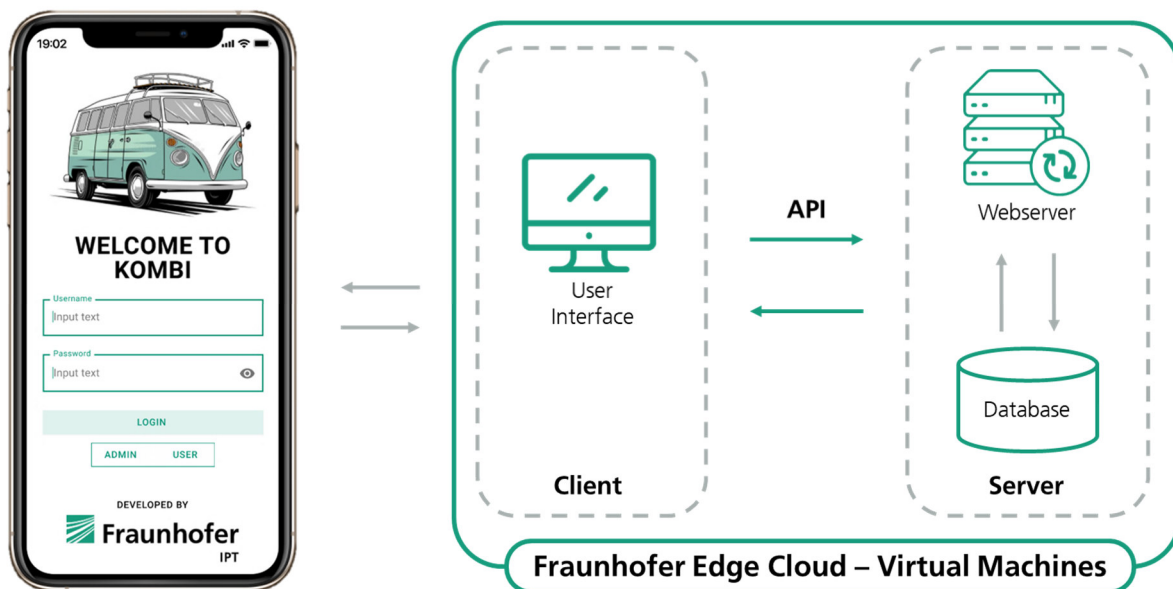 19:02
WELCOME TO
KOMBI
Username
Input text
Password
Input text
LOGIN
ADMIN USER
DEVELOPED BY
Fraunhofer
IPT
User
Interface
Client
API
Webserver
Database
Server
Fraunhofer Edge Cloud – Virtual Machines